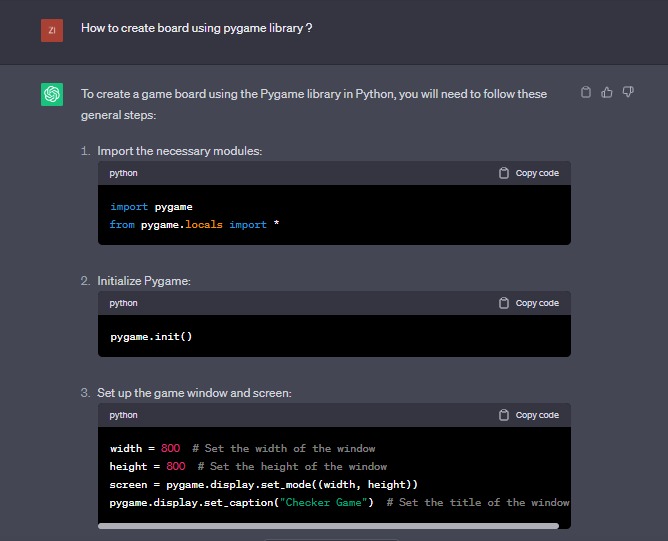 ZI
How to create board using pygame library ?
To create a game board using the Pygame library in Python, you will need to follow these
general steps:
1. Import the necessary modules:
python
Copy code
import pygame
from pygame.locals import *
2. Initialize Pygame:
python
Copy code
pygame.init()
3. Set up the game window and screen:
python
Copy code
width = 800  # Set the width of the window
height = 800  # Set the height of the window
screen = pygame.display.set_mode((width, height))
pygame.display.set_caption("Checker Game")  # Set the title of the window